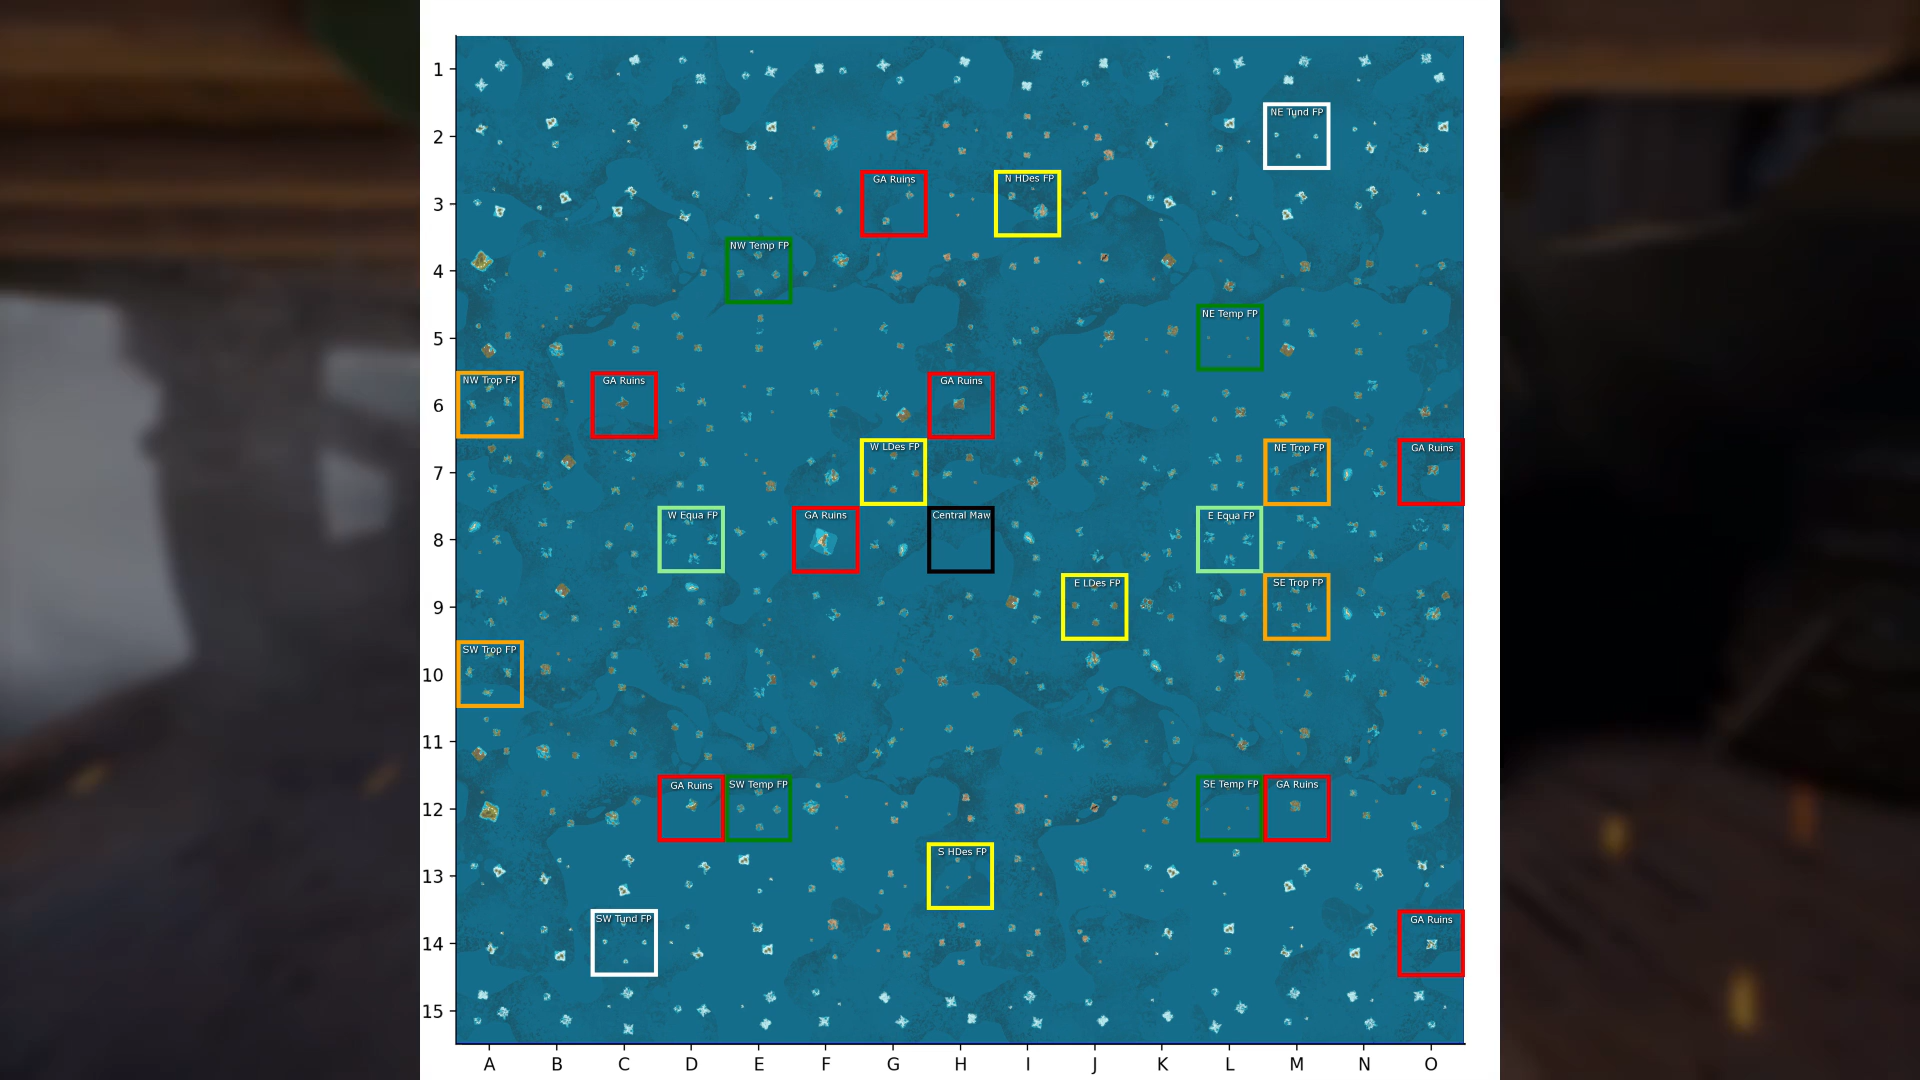 1
NE Tund FP
2
GA Ruins
N HDes FP
3
NW Temp FP
4
NE Temp FP
5
NW Trop FP
GA Ruins
GA Ruins
6
W LDes FP
NE Trop FP
GA Ruins
7
W Equa FP
GA Ruins
Central Maw
E Equa FP
8
E LDes FP
SE Trop FP
9
SW Trop FP
10
11
GA Ruins
SW Temp FP
SE Temp FP
GA Ruins
12
S HDes FP
13
SW Tund FP
GA Ruins
14
15
A B C D E F G H I J K L M N O